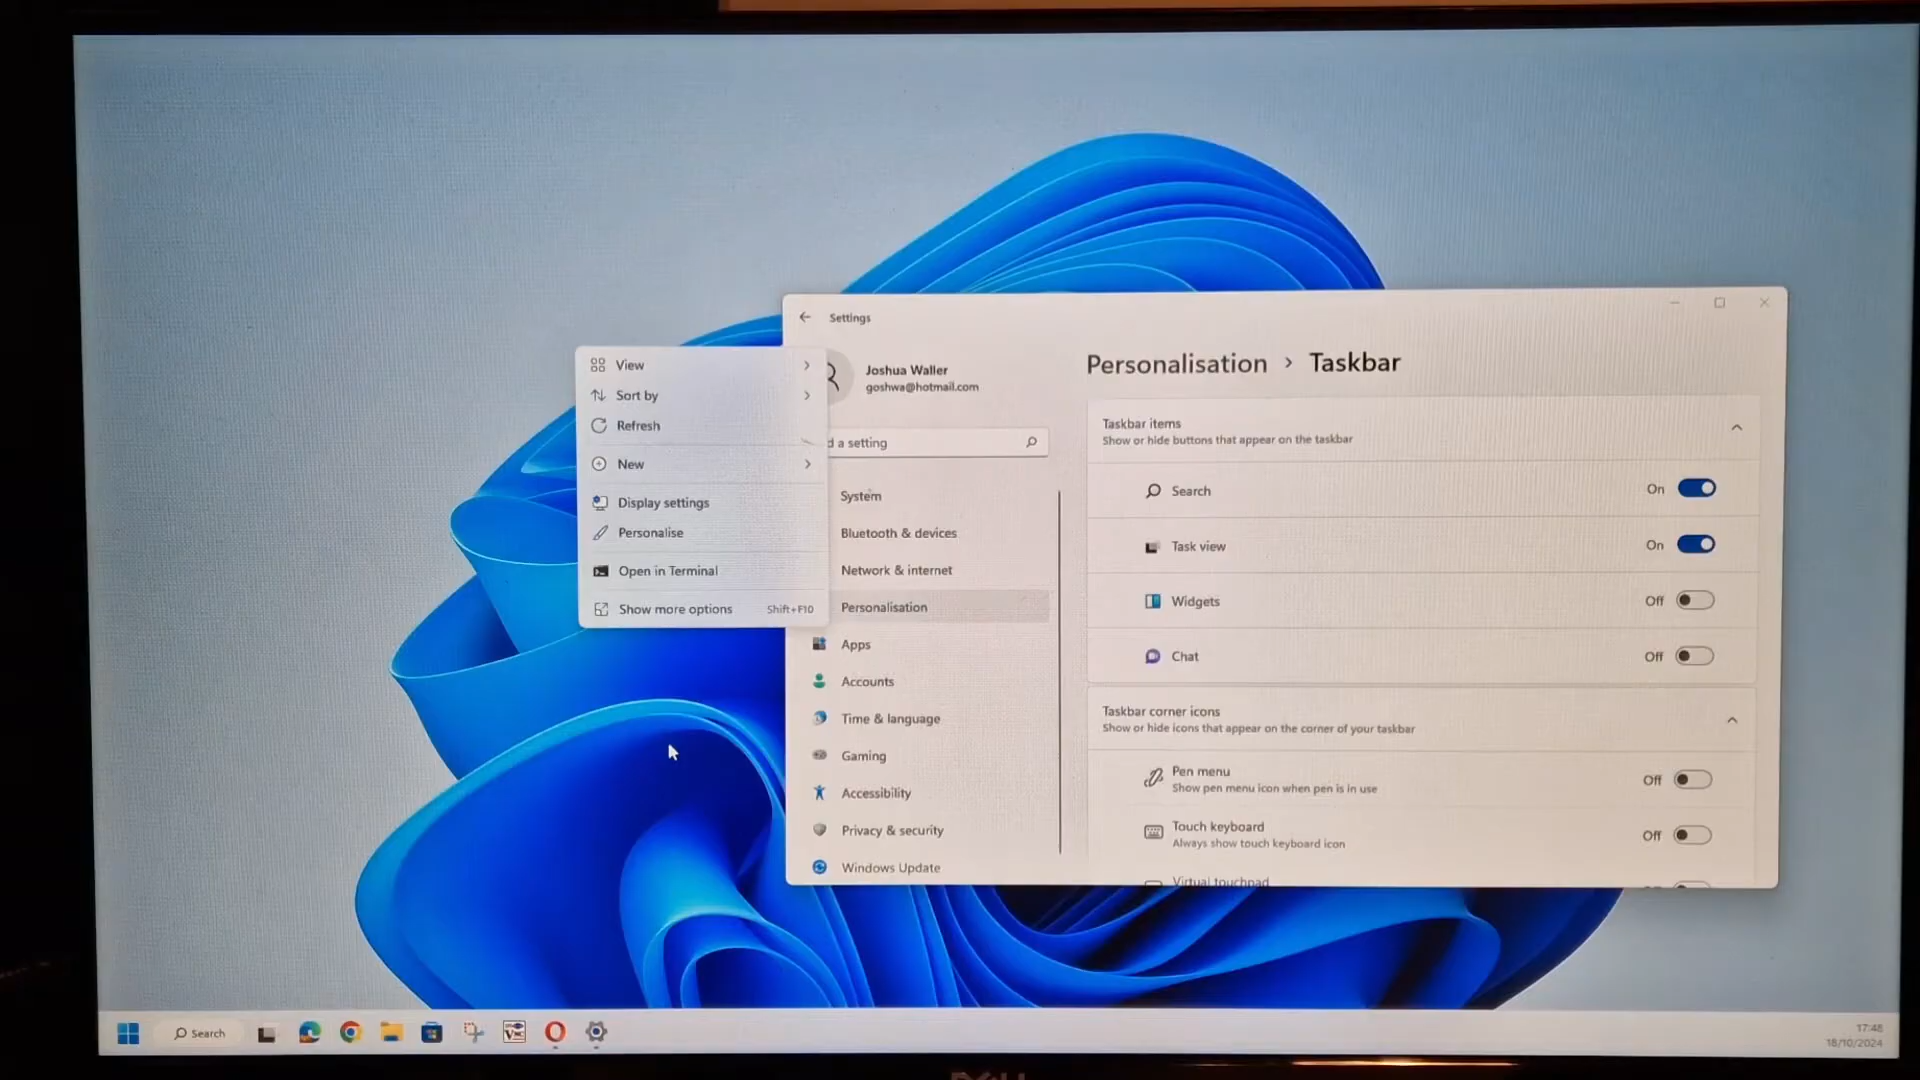 View
Sort by
Refresh
New
Display settings
Personalise
Open in Terminal
Show more options Shift+F10
Settings
Joshua Waller
goshwa@hotmail.com
d a setting
System
Bluetooth & devices
Network & internet
Personalisation
Apps
Accounts
Time & language
Gaming
Accessibility
Privacy & security
Windows Update
Personalisation > Taskbar
Taskbar items
Show or hide buttons that appear on the taskbar
Search On
Task view On
Widgets Off
Chat Off
Taskbar corner icons
Show or hide icons that appear on the corner of your taskbar
Pen menu
Show pen menu icon when pen is in use
Off
Touch keyboard
Always show touch keyboard icon
Off
Virtual touchpad
Search
17:48
18/10/2024